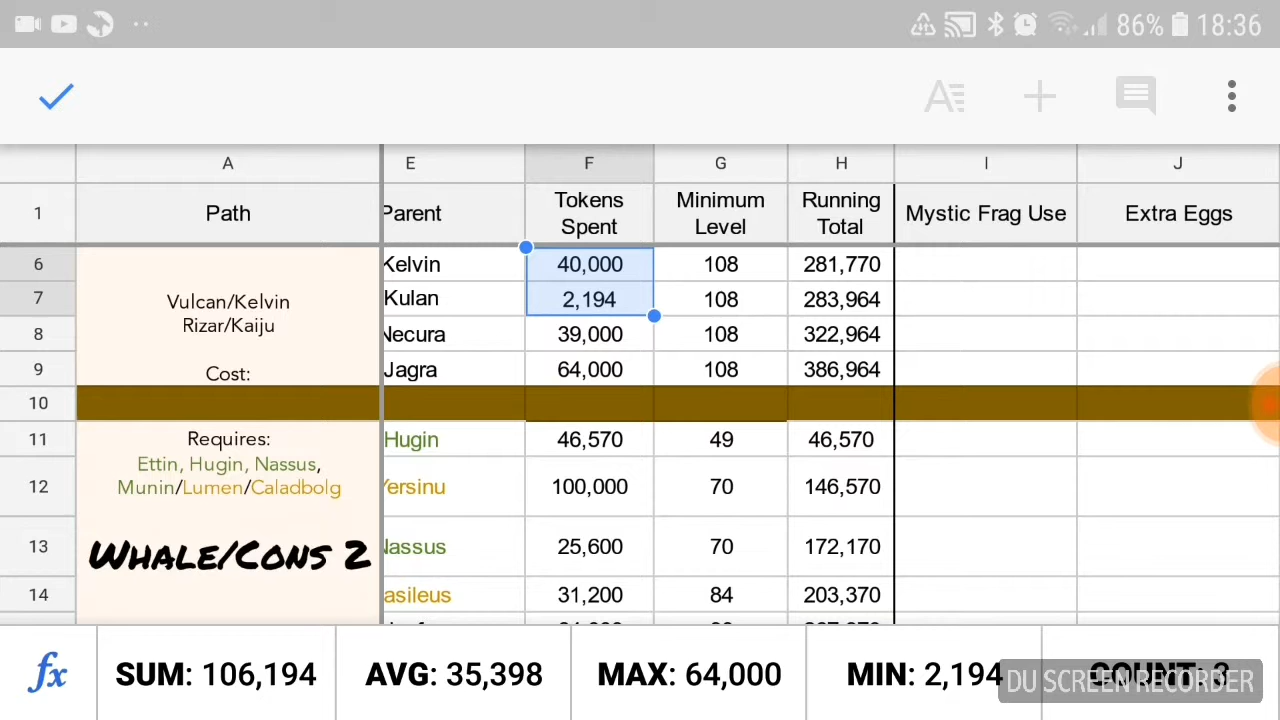 86% 18:36
A E F G H I J
1 Path Parent Tokens Spent Minimum Level Running Total Mystic Frag Use Extra Eggs
6 Kelvin 40,000 108 281,770
7 Kulan 2,194 108 283,964
Vulcan/Kelvin
Rizar/Kaiju
8 Necura 39,000 108 322,964
9 Jagra 64,000 108 386,964
Cost:
10
11 Requires: Hugin 46,570 49 46,570
Ettin, Hugin, Nassus,
Munin/Lumen/Caladbolg
12 Yersinu 100,000 70 146,570
13 Whale/Cons 2 Nassus 25,600 70 172,170
14 asileus 31,200 84 203,370
fx SUM: 106,194 AVG: 35,398 MAX: 64,000 MIN: 2,194 COUNT: 3
DU SCREEN RECORDER